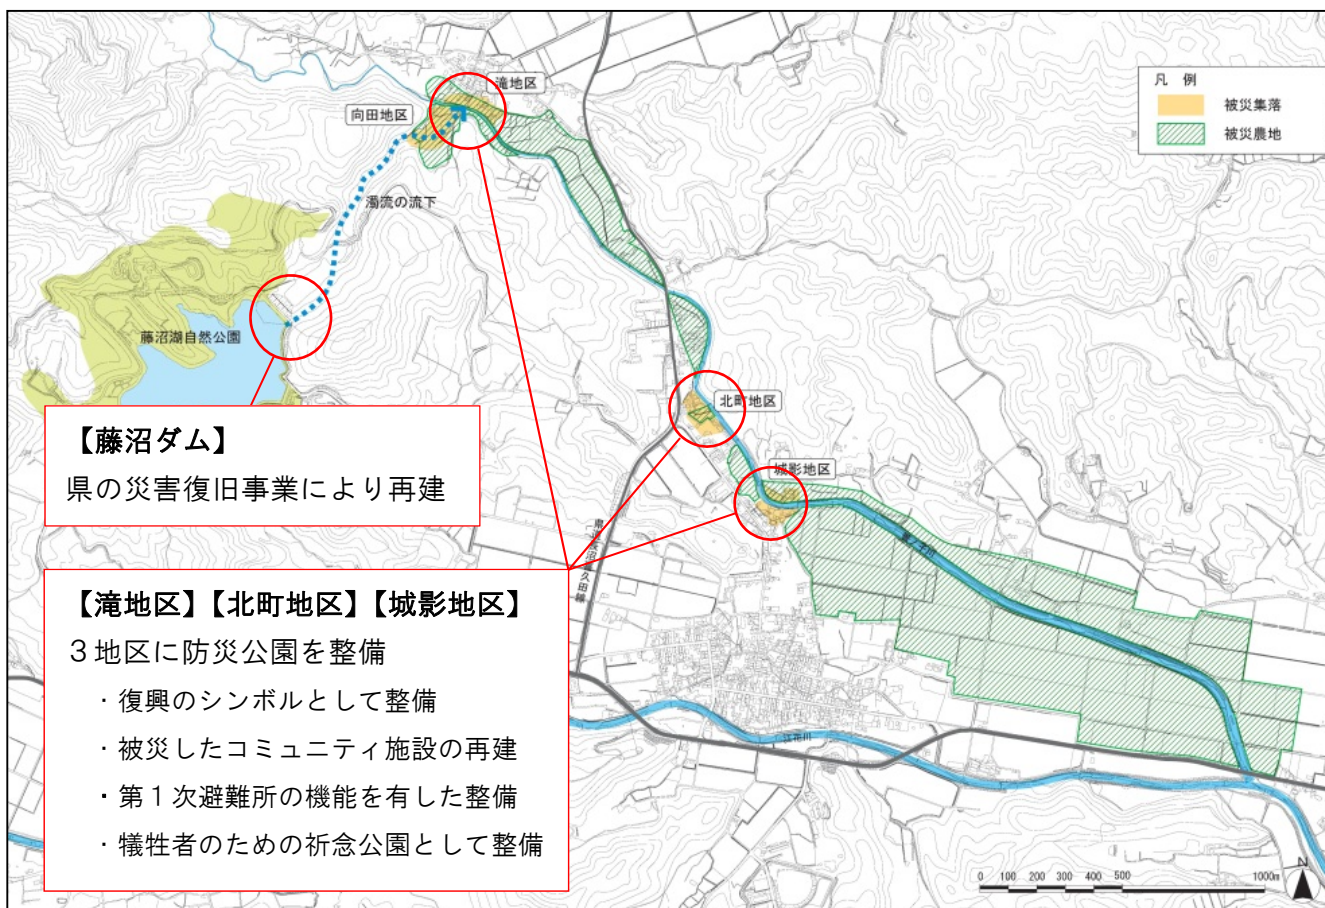 凡 例
被災集落
被災農地
滝地区
向田地区
濁流の流下
藤沼湖自然公園
北町地区
城影地区
簀ノ子川
江花川
【藤沼ダム】
県の災害復旧事業により再建
【滝地区】【北町地区】【城影地区】
３地区に防災公園を整備
・復興のシンボルとして整備
・被災したコミュニティ施設の再建
・第１次避難所の機能を有した整備
・犠牲者のための祈念公園として整備
0 100 200 300 400 500 1000m
N